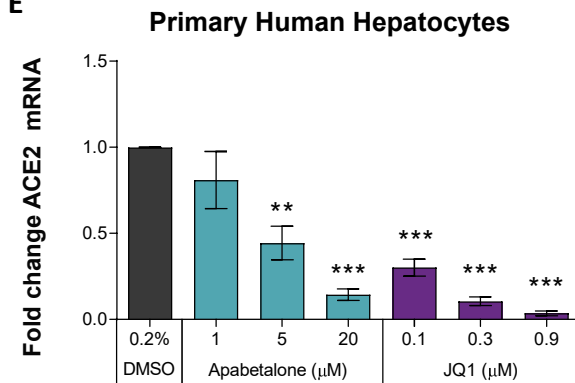 E
Primary Human Hepatocytes
Fold change ACE2 mRNA
1.5
1.0
0.5
0.0
**
***
***
***
***
0.2% 1 5 20 0.1 0.3 0.9
DMSO Apabetalone (μM) JQ1 (μM)